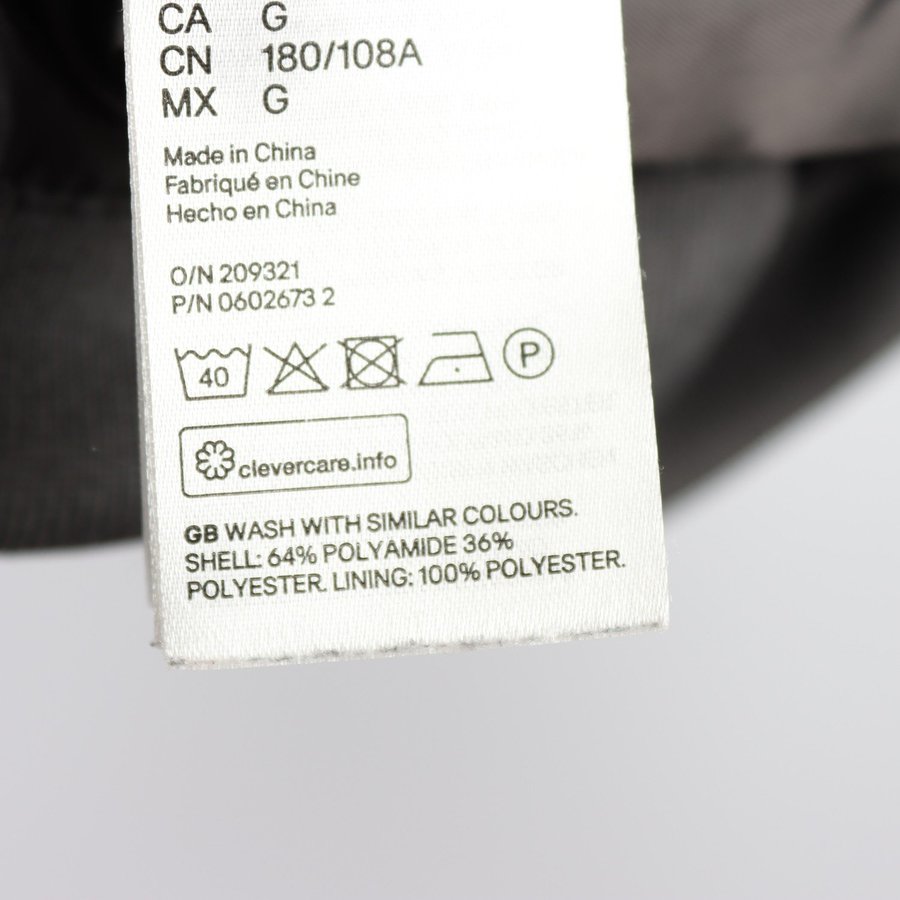 CA G
CN 180/108A
MX G
Made in China
Fabriqué en Chine
Hecho en China
O/N 209321
P/N 0602673 2
40 P
clevercare.info
GB WASH WITH SIMILAR COLOURS.
SHELL: 64% POLYAMIDE 36%
POLYESTER. LINING: 100% POLYESTER.